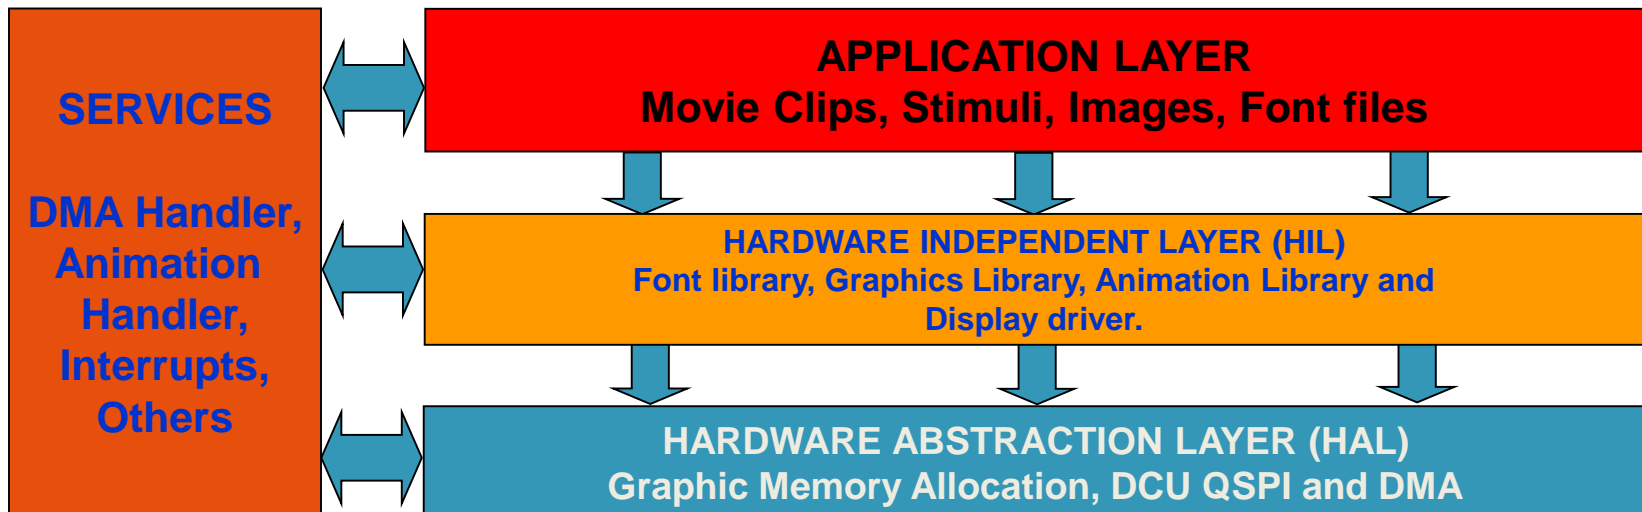 SERVICES
DMA Handler,
Animation
Handler,
Interrupts,
Others
APPLICATION LAYER
Movie Clips, Stimuli, Images, Font files
HARDWARE INDEPENDENT LAYER (HIL)
Font library, Graphics Library, Animation Library and
Display driver.
HARDWARE ABSTRACTION LAYER (HAL)
Graphic Memory Allocation, DCU QSPI and DMA